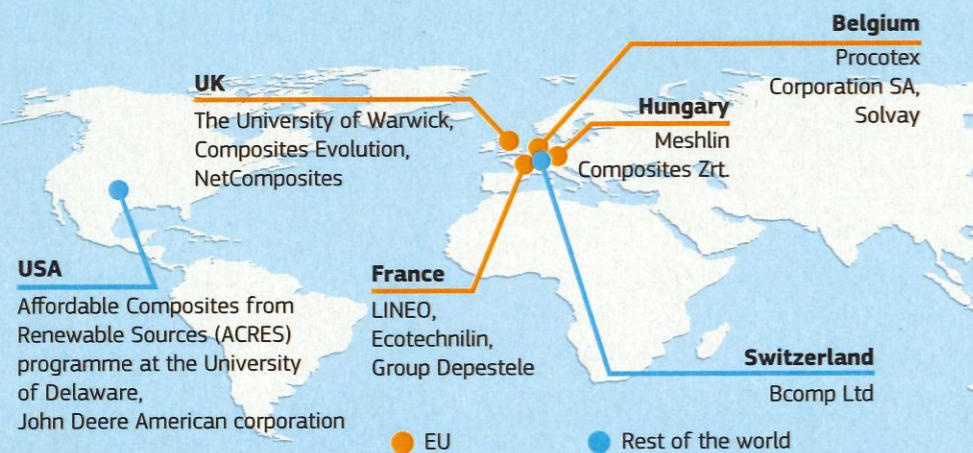 Belgium
Procotex
Corporation SA,
Solvay
UK
The University of Warwick,
Composites Evolution,
NetComposites
Hungary
Meshlin
Composites Zrt.
USA
Affordable Composites from
Renewable Sources (ACRES)
programme at the University
of Delaware,
John Deere American corporation
France
LINEO,
Ecotechnilin,
Group Depestele
Switzerland
Bcomp Ltd
EU
Rest of the world